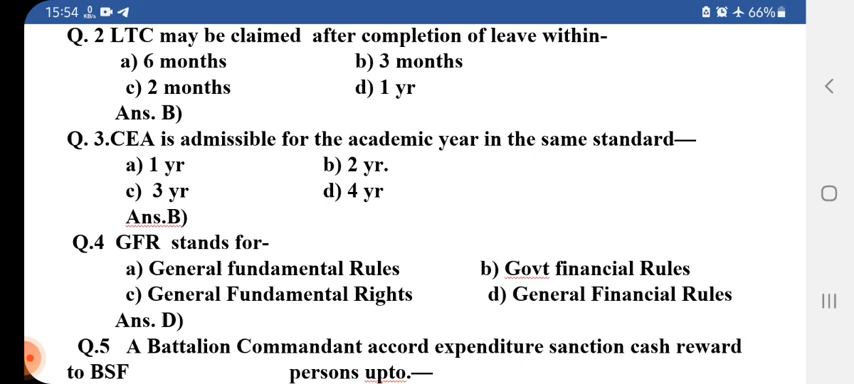 15:54 0 KB/s 66%
Q. 2 LTC may be claimed after completion of leave within-
a) 6 months b) 3 months
c) 2 months d) 1 yr
Ans. B)
Q. 3.CEA is admissible for the academic year in the same standard—
a) 1 yr b) 2 yr.
c) 3 yr d) 4 yr
Ans.B)
Q.4 GFR stands for-
a) General fundamental Rules b) Govt financial Rules
c) General Fundamental Rights d) General Financial Rules
Ans. D)
Q.5 A Battalion Commandant accord expenditure sanction cash reward
to BSF persons upto.—